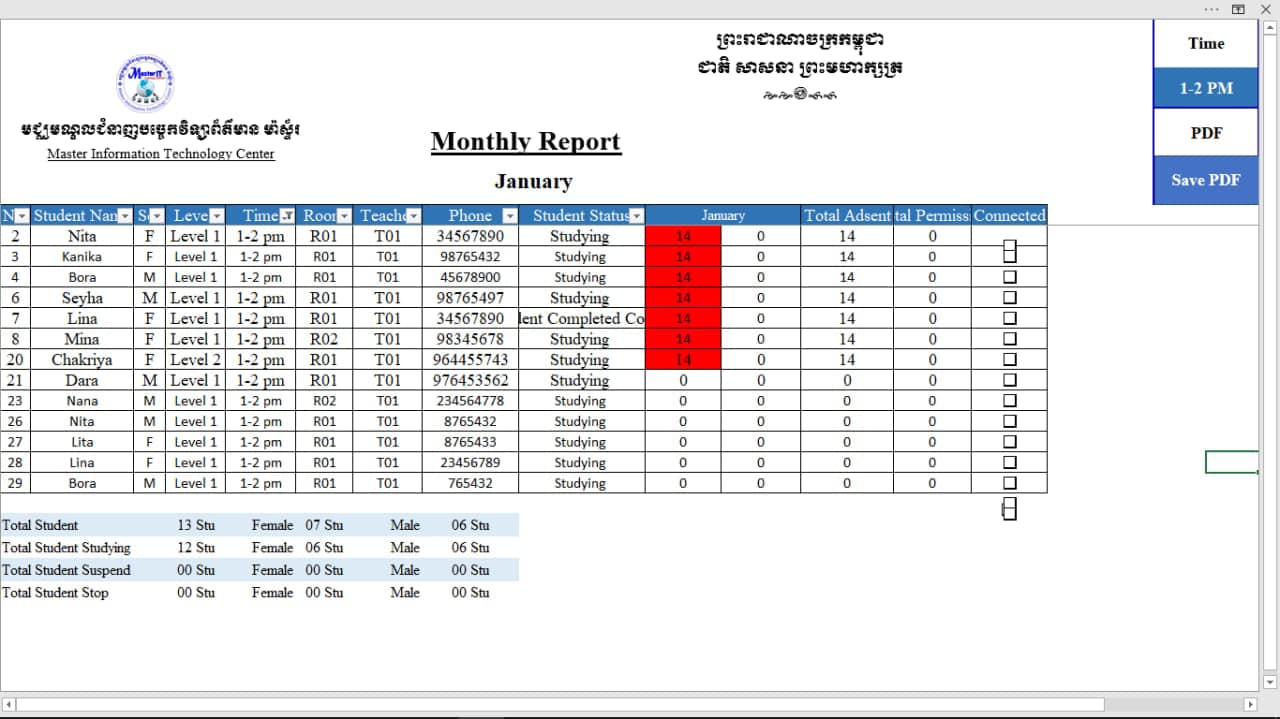 ព្រះរាជាណាចក្រកម្ពុជា
ជាតិ សាសនា ព្រះមហាក្សត្រ
Time
1-2 PM
PDF
Save PDF
Master IT
មជ្ឈមណ្ឌលជំនាញបច្ចេកវិទ្យាព័ត៌មាន ម៉ាស្ទ័រ
Master Information Technology Center
Monthly Report
January
N Student Nan S Leve Time Roor Teache Phone Student Status January Total Adsent tal Permiss Connected
2 Nita F Level 1 1-2 pm R01 T01 34567890 Studying 14 0 14 0
3 Kanika F Level 1 1-2 pm R01 T01 98765432 Studying 14 0 14 0
4 Bora M Level 1 1-2 pm R01 T01 45678900 Studying 14 0 14 0
6 Seyha M Level 1 1-2 pm R01 T01 98765497 Studying 14 0 14 0
7 Lina F Level 1 1-2 pm R01 T01 34567890 lent Completed Co 14 0 14 0
8 Mina F Level 1 1-2 pm R02 T01 98345678 Studying 14 0 14 0
20 Chakriya F Level 2 1-2 pm R01 T01 964455743 Studying 14 0 14 0
21 Dara M Level 1 1-2 pm R01 T01 976453562 Studying 0 0 0 0
23 Nana M Level 1 1-2 pm R02 T01 234564778 Studying 0 0 0 0
26 Nita M Level 1 1-2 pm R01 T01 8765432 Studying 0 0 0 0
27 Lita F Level 1 1-2 pm R01 T01 8765433 Studying 0 0 0 0
28 Lina F Level 1 1-2 pm R01 T01 23456789 Studying 0 0 0 0
29 Bora M Level 1 1-2 pm R01 T01 765432 Studying 0 0 0 0
Total Student 13 Stu Female 07 Stu Male 06 Stu
Total Student Studying 12 Stu Female 06 Stu Male 06 Stu
Total Student Suspend 00 Stu Female 00 Stu Male 00 Stu
Total Student Stop 00 Stu Female 00 Stu Male 00 Stu